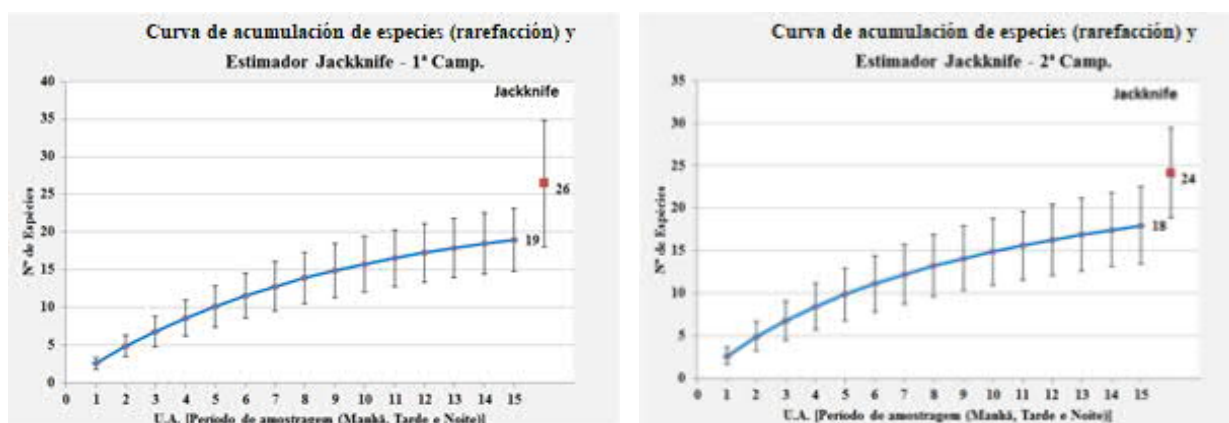 Curva de acumulación de especies (rarefacción) y
Estimador Jackknife - 1ª Camp.
Jackknife
40
35
30
25
20
15
10
5
0
Nº de Espécies
26
19
0 1 2 3 4 5 6 7 8 9 10 11 12 13 14 15
U.A. [Período de amostragem (Manhã, Tarde e Noite)]
Curva de acumulación de especies (rarefacción) y
Estimador Jackknife - 2ª Camp.
Jackknife
35
30
25
20
15
10
5
0
Nº de Espécies
24
18
0 1 2 3 4 5 6 7 8 9 10 11 12 13 14 15
U.A. [Período de amostragem (Manhã, Tarde e Noite)]